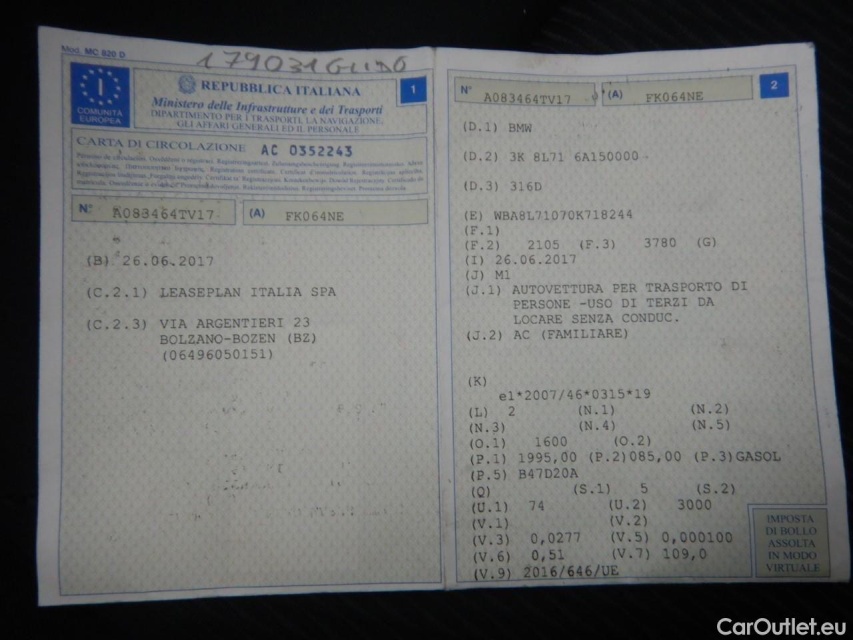 Mod. MC 820 D
179031GLIDO
I
COMUNITÀ
EUROPEA
REPUBBLICA ITALIANA
1
Ministero delle Infrastrutture e dei Trasporti
DIPARTIMENTO PER I TRASPORTI, LA NAVIGAZIONE,
GLI AFFARI GENERALI ED IL PERSONALE
CARTA DI CIRCOLAZIONE AC 0352243
N° A083464TV17 (A) FK064NE
(B) 26.06.2017
(C.2.1) LEASEPLAN ITALIA SPA
(C.2.3) VIA ARGENTIERI 23
BOLZANO-BOZEN (BZ)
(06496050151)
N° A083464TV17 (A) FK064NE
2
(D.1) BMW
(D.2) 3K 8L71 6A150000
(D.3) 316D
(E) WBA8L71070K718244
(F.1)
(F.2) 2105 (F.3) 3780 (G)
(I) 26.06.2017
(J) M1
(J.1) AUTOVETTURA PER TRASPORTO DI
PERSONE -USO DI TERZI DA
LOCARE SENZA CONDUC.
(J.2) AC (FAMILIARE)
(K)
e1*2007/46*0315*19
(L) 2 (N.1) (N.2)
(N.3) (N.4) (N.5)
(O.1) 1600 (O.2)
(P.1) 1995,00 (P.2)085,00 (P.3)GASOL
(P.5) B47D20A
(Q) (S.1) 5 (S.2)
(U.1) 74 (U.2) 3000
(V.1) (V.2)
(V.3) 0,0277 (V.5) 0,000100
(V.6) 0,51 (V.7) 109,0
(V.9) 2016/646/UE
IMPOSTA
DI BOLLO
ASSOLTA
IN MODO
VIRTUALE
CarOutlet.eu